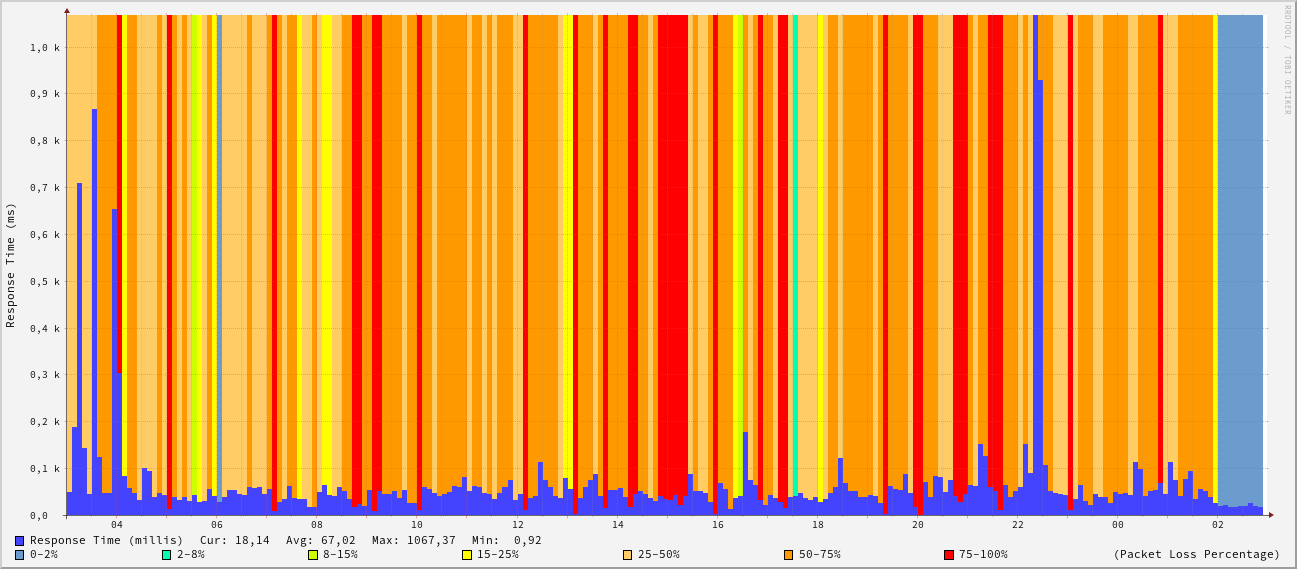 RRDTOOL / TOBI OETIKER
Response Time (ms)
1,0 k
0,9 k
0,8 k
0,7 k
0,6 k
0,5 k
0,4 k
0,3 k
0,2 k
0,1 k
0,0
04 06 08 10 12 14 16 18 20 22 00 02
Response Time (millis) Cur: 18,14 Avg: 67,02 Max: 1067,37 Min: 0,92
0-2% 2-8% 8-15% 15-25% 25-50% 50-75% 75-100% (Packet Loss Percentage)